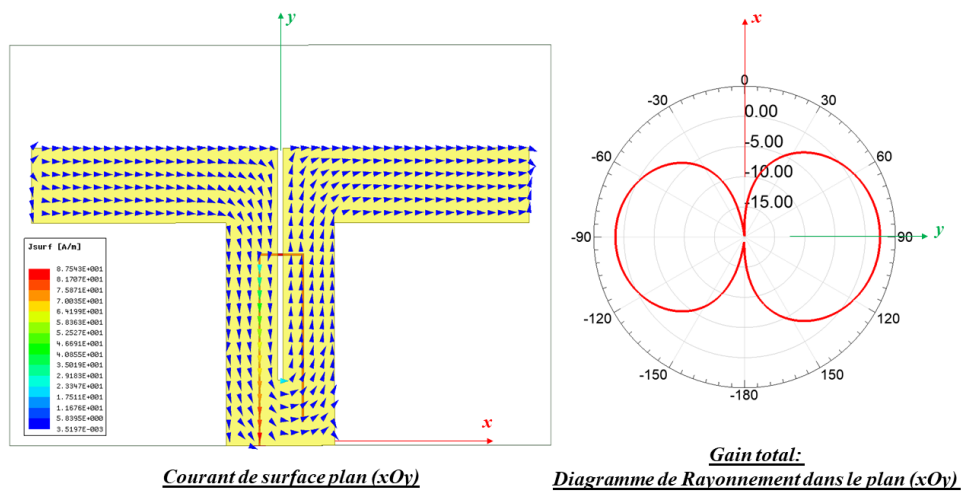 y
Jsurf [A/m]
8.7543E+001
8.1707E+001
7.5871E+001
7.0035E+001
6.4199E+001
5.8363E+001
5.2527E+001
4.6691E+001
4.0855E+001
3.5019E+001
2.9183E+001
2.3347E+001
1.7511E+001
1.1676E+001
5.8395E+000
3.5197E-003
x
Courant de surface plan (xOy)
x
0
-30
30
0.00
-60
-5.00
60
-10.00
-15.00
-90
90
y
-120
120
-150
150
-180
Gain total:
Diagramme de Rayonnement dans le plan (xOy)